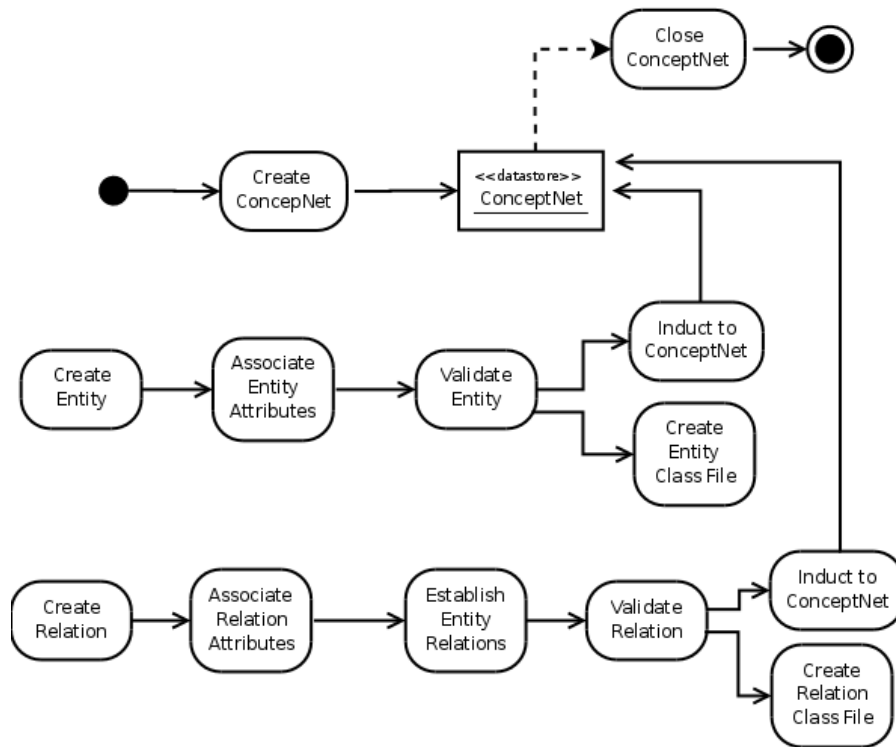 Close
ConceptNet
Create
ConcepNet
<<datastore>>
ConceptNet
Induct to
ConceptNet
Create
Entity
Associate
Entity
Attributes
Validate
Entity
Create
Entity
Class File
Create
Relation
Associate
Relation
Attributes
Establish
Entity
Relations
Validate
Relation
Induct to
ConceptNet
Create
Relation
Class File